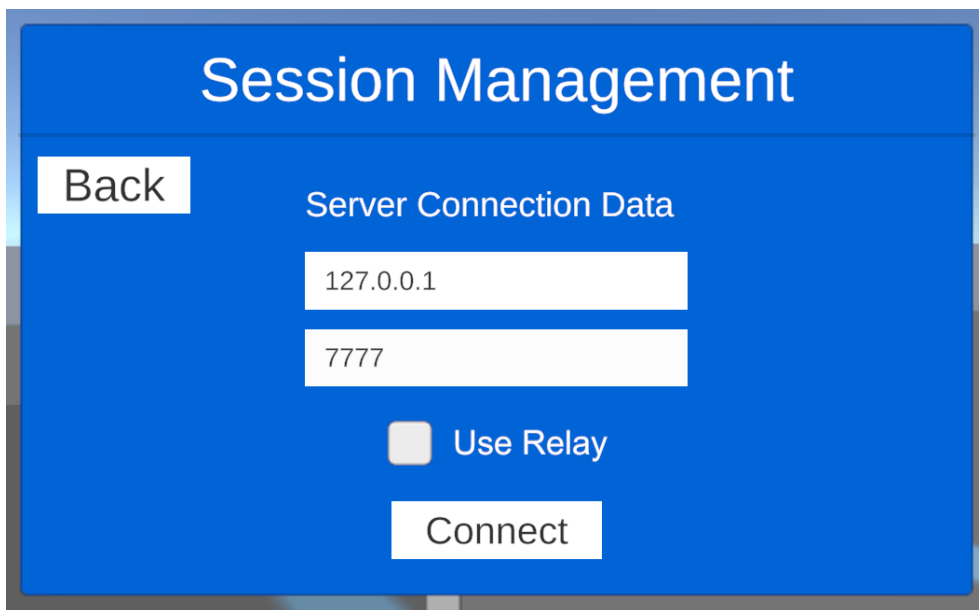 Session Management
Back
Server Connection Data
127.0.0.1
7777
Use Relay
Connect